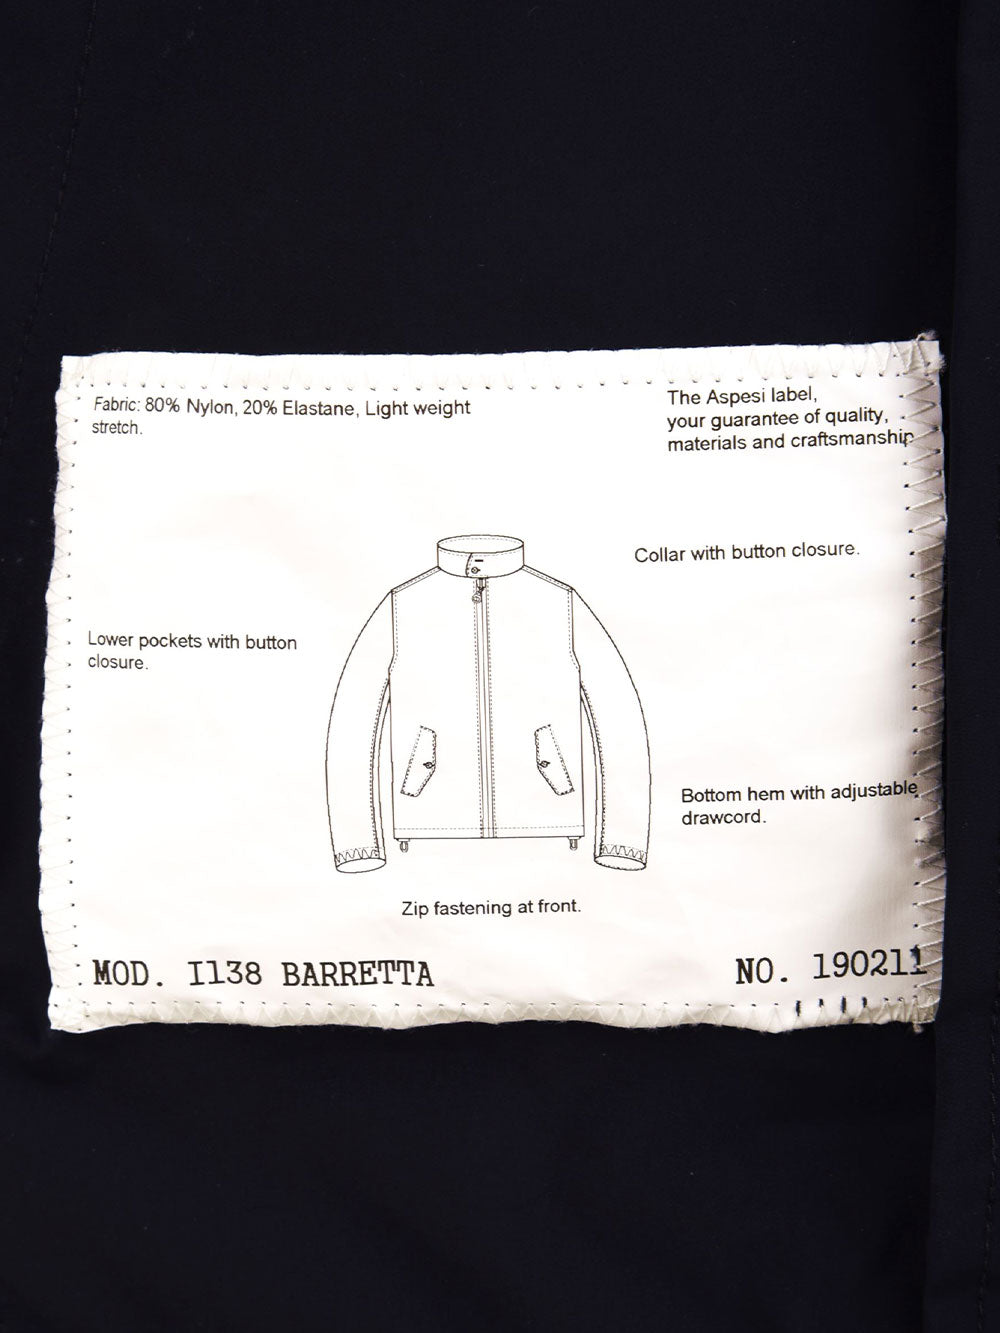 Fabric: 80% Nylon, 20% Elastane, Light weight
stretch.
The Aspesi label,
your guarantee of quality,
materials and craftsmanship
Collar with button closure.
Lower pockets with button
closure.
Bottom hem with adjustable
drawcord.
Zip fastening at front.
MOD. I138 BARRETTA
NO. 190211